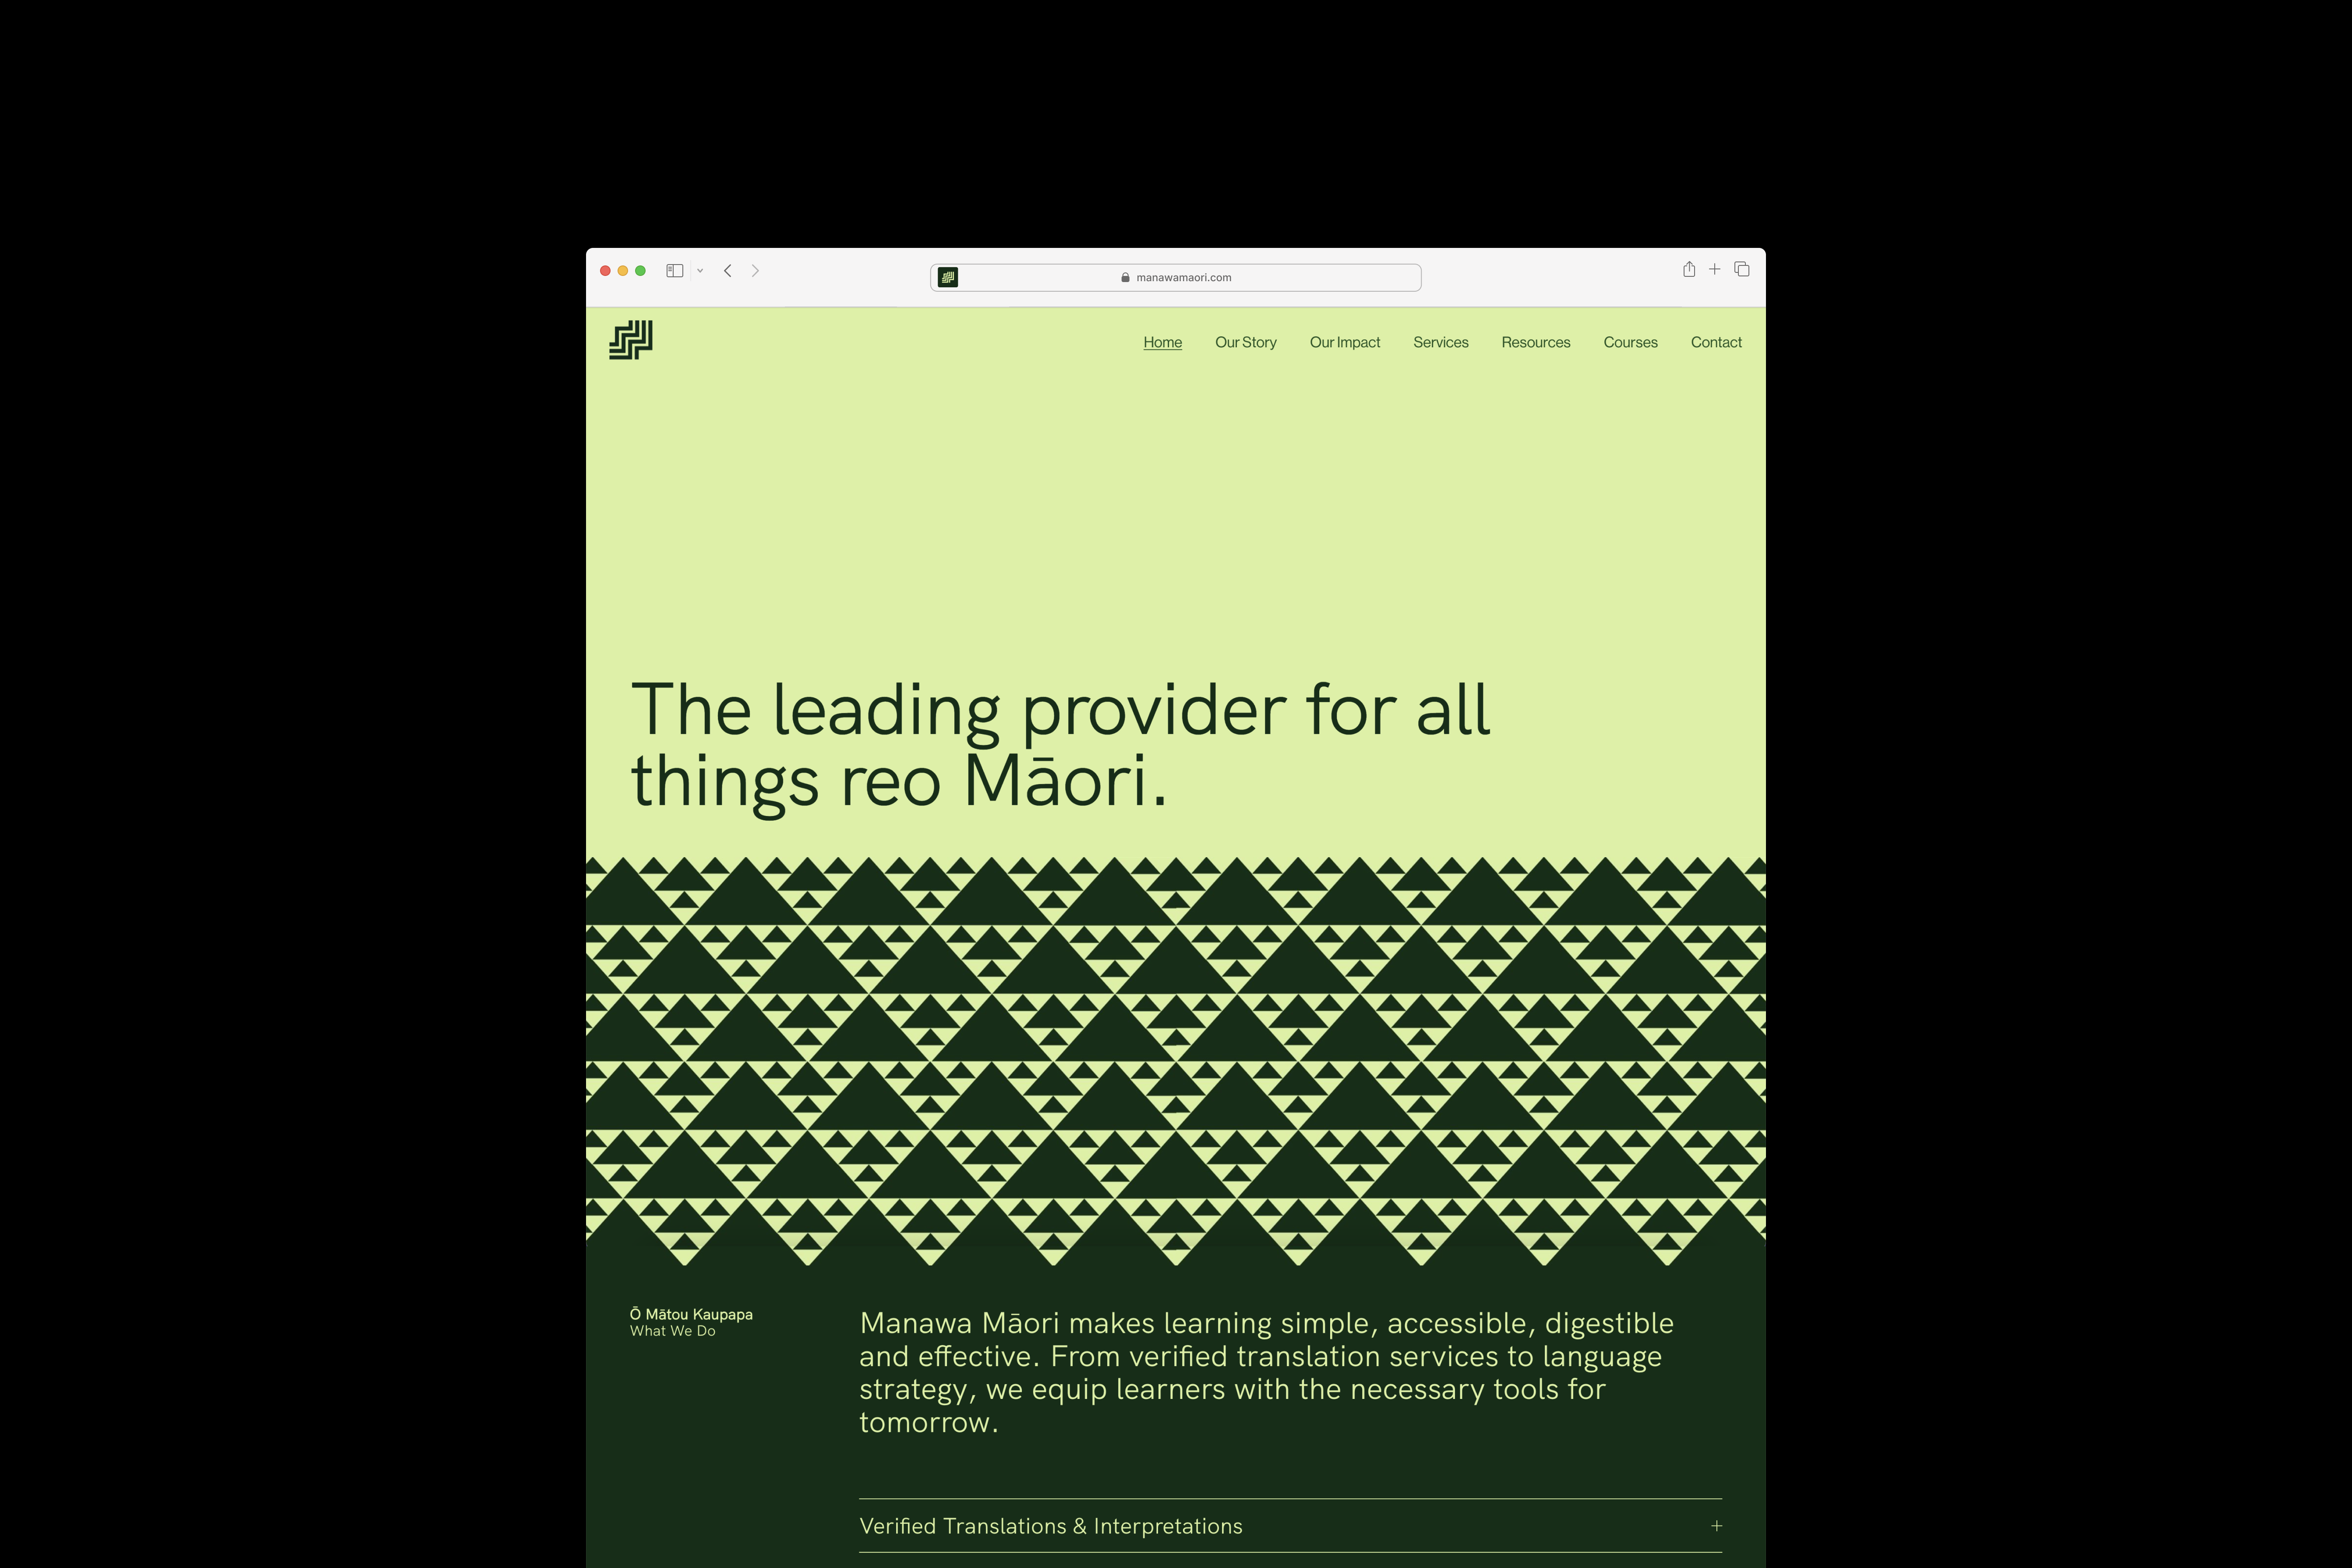 manawamaori.com
Home Our Story Our Impact Services Resources Courses Contact
The leading provider for all
things reo Māori.
Ō Mātou Kaupapa
What We Do
Manawa Māori makes learning simple, accessible, digestible
and effective. From verified translation services to language
strategy, we equip learners with the necessary tools for
tomorrow.
Verified Translations & Interpretations +